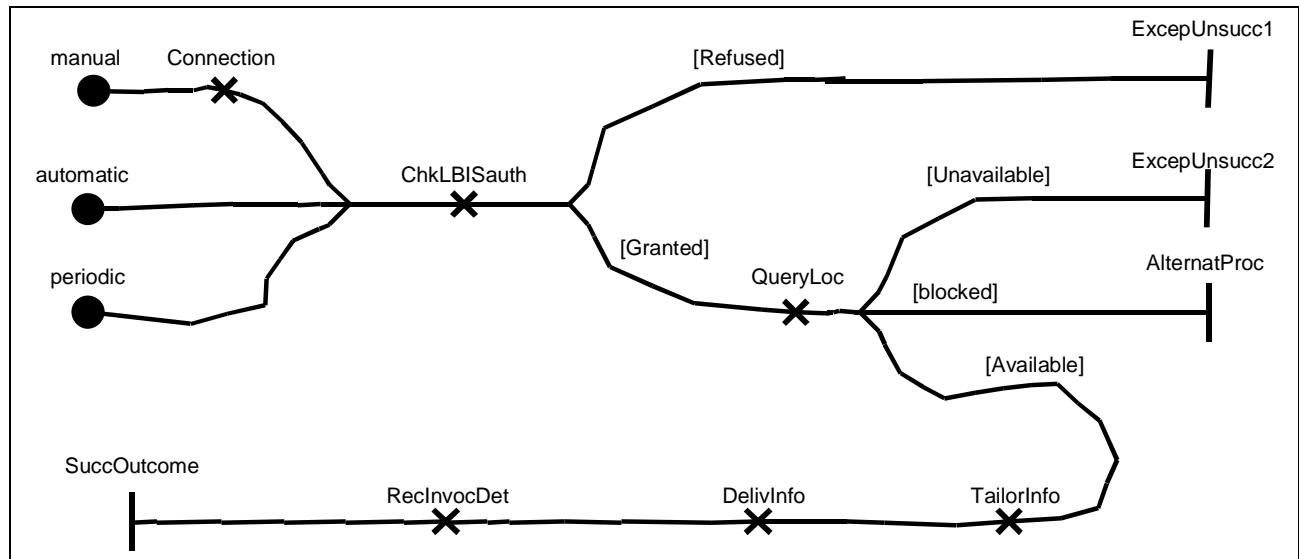 ExcepUnsucc1
manual
Connection
[Refused]
automatic
ChkLBISauth
[Unavailable]
ExcepUnsucc2
[Granted]
periodic
QueryLoc
[blocked]
AlternatProc
[Available]
SuccOutcome
RecInvocDet
DelivInfo
TailorInfo